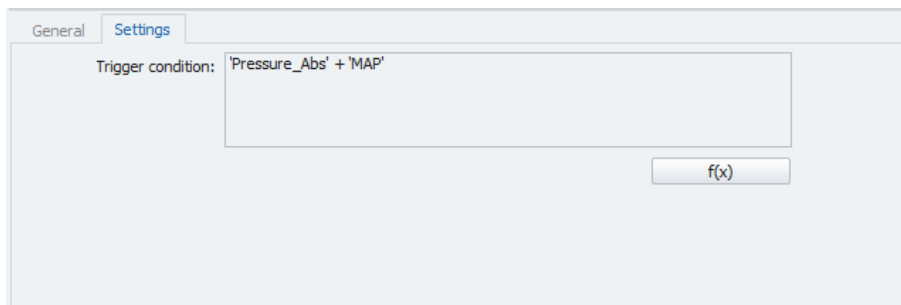 General Settings
Trigger condition: 'Pressure_Abs' + 'MAP'
f(x)